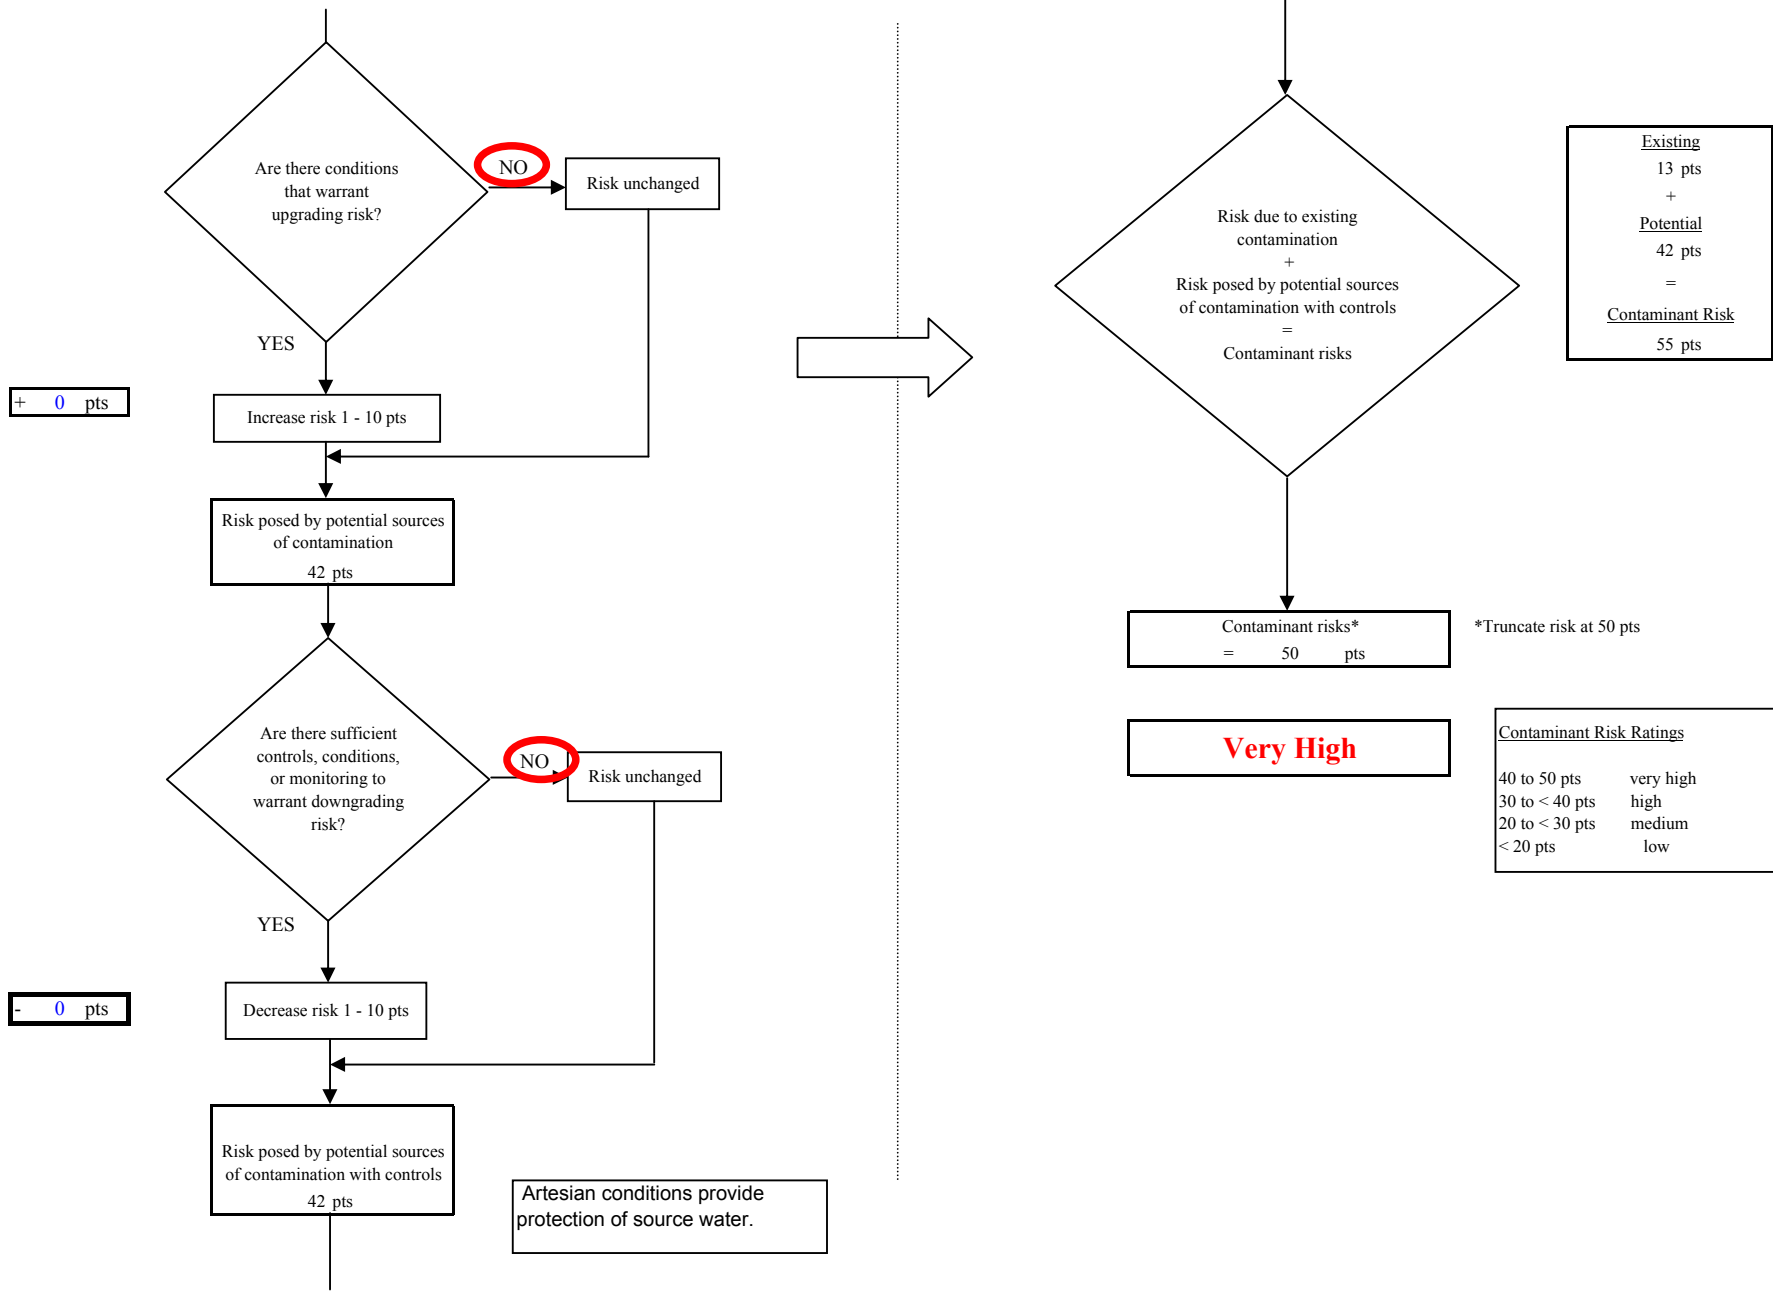 Are there conditions
that warrant
upgrading risk?
NO
Risk unchanged
YES
+ 0 pts
Increase risk 1 - 10 pts
Risk posed by potential sources
of contamination
42 pts
Are there sufficient
controls, conditions,
or monitoring to
warrant downgrading
risk?
NO
Risk unchanged
YES
- 0 pts
Decrease risk 1 - 10 pts
Risk posed by potential sources
of contamination with controls
42 pts
Artesian conditions provide
protection of source water.
Risk due to existing
contamination
+
Risk posed by potential sources
of contamination with controls
=
Contaminant risks
Existing
13 pts
+
Potential
42 pts
=
Contaminant Risk
55 pts
Contaminant risks*
= 50 pts
*Truncate risk at 50 pts
Very High
Contaminant Risk Ratings
40 to 50 pts very high
30 to < 40 pts high
20 to < 30 pts medium
< 20 pts low